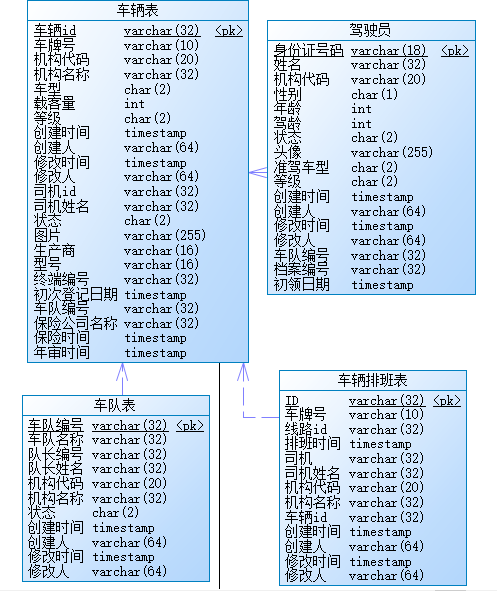 车辆表
车辆id varchar(32) <pk>
车牌号 varchar(10)
机构代码 varchar(20)
机构名称 varchar(32)
车型 char(2)
载客量 int
等级 char(2)
创建时间 timestamp
创建人 varchar(64)
修改时间 timestamp
修改人 varchar(64)
司机id varchar(32)
司机姓名 varchar(32)
状态 char(2)
图片 varchar(255)
生产商 varchar(16)
型号 varchar(16)
终端编号 varchar(32)
初次登记日期 timestamp
车队编号 varchar(32)
保险公司名称 varchar(32)
保险时间 timestamp
年审时间 timestamp
驾驶员
身份证号码 varchar(18) <pk>
姓名 varchar(32)
机构代码 varchar(20)
性别 char(1)
年龄 int
驾龄 int
状态 char(2)
头像 varchar(255)
准驾车型 char(2)
等级 char(2)
创建时间 timestamp
创建人 varchar(64)
修改时间 timestamp
修改人 varchar(64)
车队编号 varchar(32)
档案编号 varchar(32)
初领日期 timestamp
车队表
车队编号 varchar(32) <pk>
车队名称 varchar(32)
队长编号 varchar(32)
队长姓名 varchar(32)
机构代码 varchar(20)
机构名称 varchar(32)
状态 char(2)
创建时间 timestamp
创建人 varchar(64)
修改时间 timestamp
修改人 varchar(64)
车辆排班表
ID varchar(32) <pk>
车牌号 varchar(10)
线路id varchar(32)
排班时间 timestamp
司机 varchar(32)
司机姓名 varchar(32)
机构代码 varchar(20)
机构名称 varchar(32)
车辆id varchar(32)
创建时间 timestamp
创建人 varchar(64)
修改时间 timestamp
修改人 varchar(64)